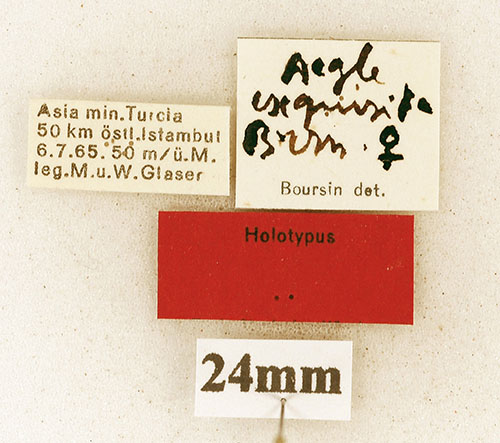 Asia min.Turcia
50 km östl.Istambul
6.7.65. 50 m/ü.M.
leg.M.u.W.Glaser
Aegle
exquisita
Brsn. ♀
Boursin det.
Holotypus
24mm